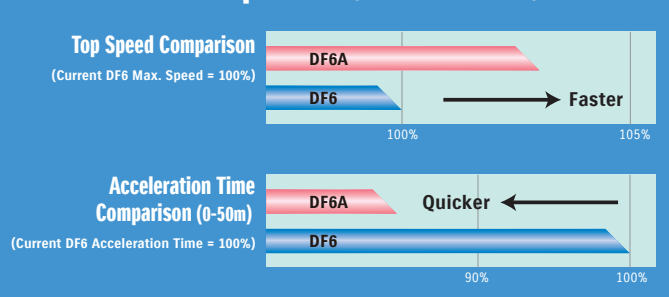 Top Speed Comparison
(Current DF6 Max. Speed = 100%)
DF6A
DF6
Faster
100%
105%
Acceleration Time
Comparison (0-50m)
(Current DF6 Acceleration Time = 100%)
DF6A
Quicker
DF6
90%
100%